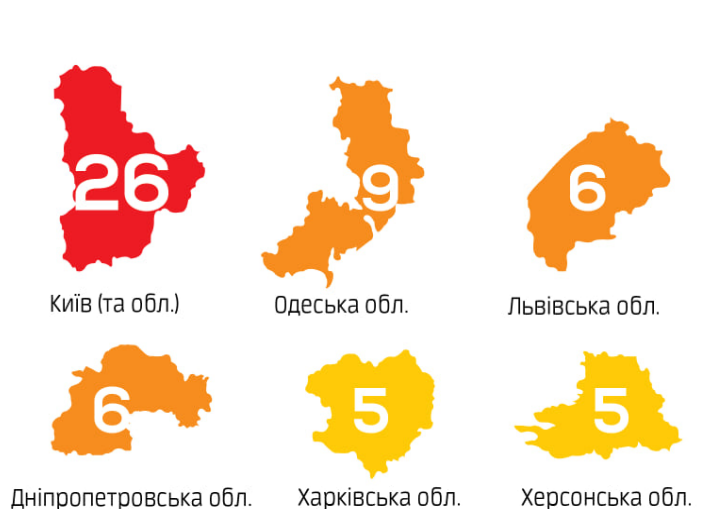 26
9
6
Київ (та обл.)
Одеська обл.
Львівська обл.
6
5
5
Дніпропетровська обл.
Харківська обл.
Херсонська обл.